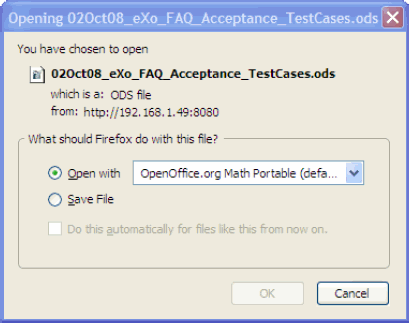 Opening 02Oct08_eXo_FAQ_Acceptance_TestCases.ods
You have chosen to open
02Oct08_eXo_FAQ_Acceptance_TestCases.ods
which is a: ODS file
from: http://192.168.1.49:8080
What should Firefox do with this file?
Open with OpenOffice.org Math Portable (defa...
Save File
Do this automatically for files like this from now on.
OK Cancel